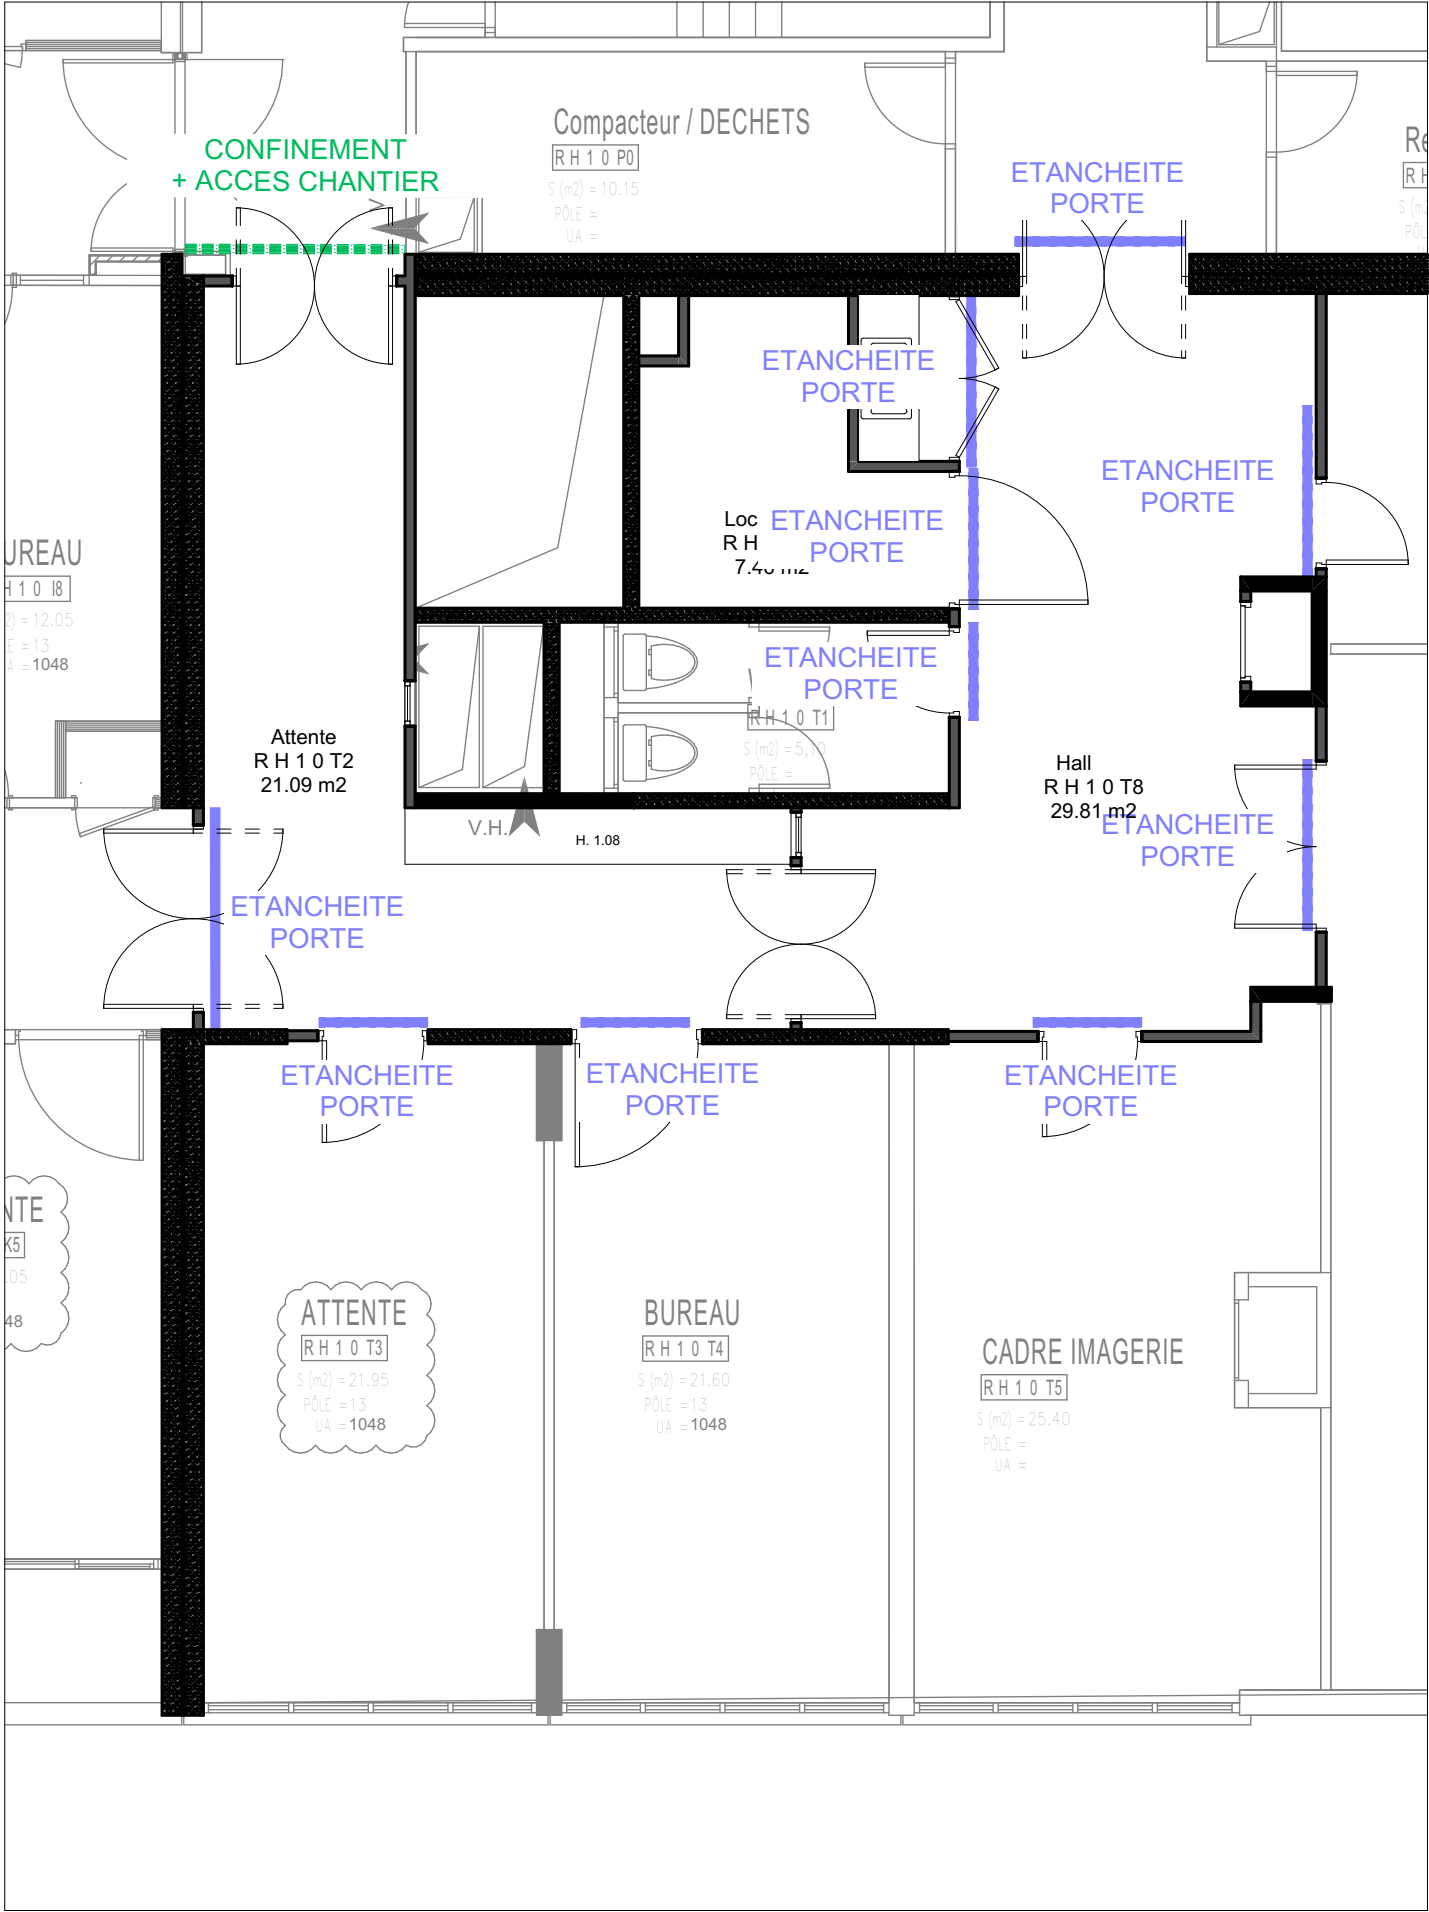 Compacteur / DECHETS
R H 1 0 P0
S (m2) = 10.15
PÔLE =
UA =
CONFINEMENT
+ ACCES CHANTIER
ETANCHEITE
PORTE
Re
R H
S (m2
PÔL
ETANCHEITE
PORTE
ETANCHEITE
PORTE
Loc
R H
ETANCHEITE
PORTE
UREAU
H 1 0 I8
2) = 12.05
LE = 13
A = 1048
ETANCHEITE
PORTE
R H 1 0 T1
S (m2) = 5,10
PÔLE =
Attente
R H 1 0 T2
21.09 m2
Hall
R H 1 0 T8
29.81 m2
ETANCHEITE
PORTE
V.H.
H. 1.08
ETANCHEITE
PORTE
ETANCHEITE
PORTE
ETANCHEITE
PORTE
ETANCHEITE
PORTE
NTE
K5
.05
48
ATTENTE
R H 1 0 T3
S (m2) = 21.95
PÔLE = 13
UA = 1048
BUREAU
R H 1 0 T4
S (m2) = 21.60
PÔLE = 13
UA = 1048
CADRE IMAGERIE
R H 1 0 T5
S (m2) = 25.40
PÔLE =
UA =